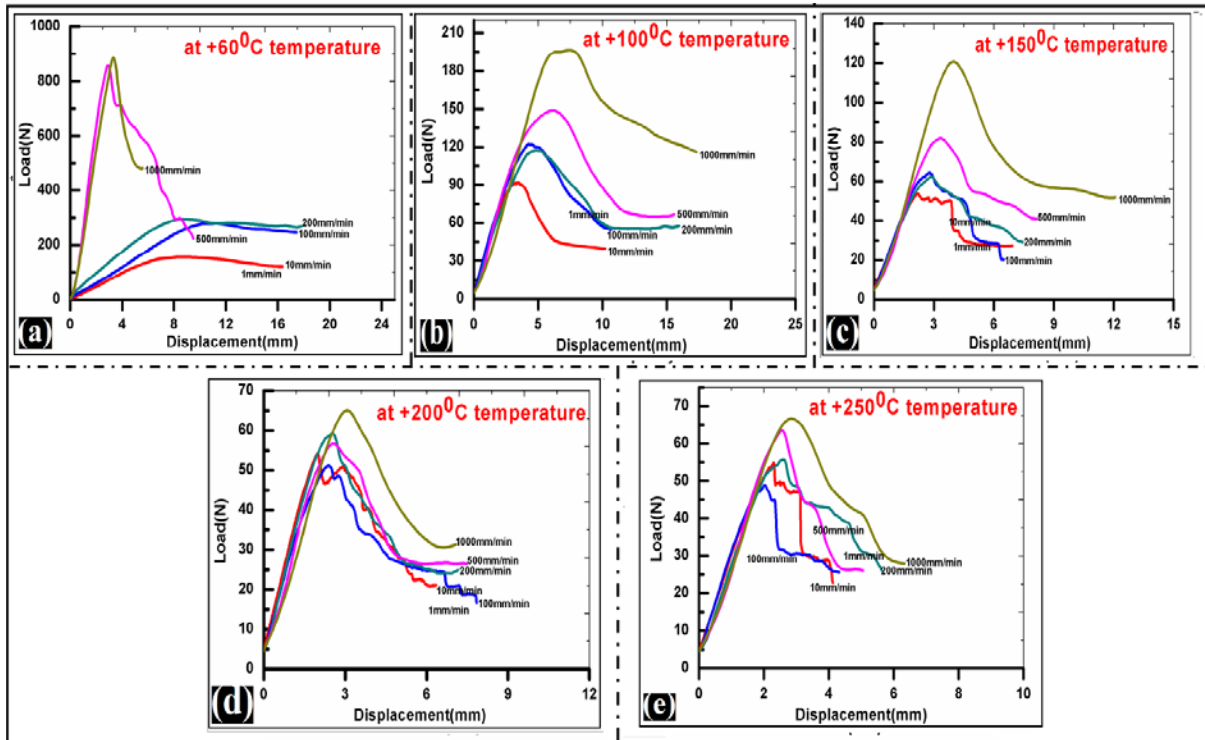 at +60⁰C temperature
1000
800
600
400
200
0
Load(N)
1000mm/min
200mm/min
100mm/min
500mm/min
10mm/min
1mm/min
0 4 8 12 16 20 24
Displacement(mm)
(a)
at +100⁰C temperature
210
180
150
120
90
60
30
0
Load(N)
1000mm/min
500mm/min
1mm/min
200mm/min
100mm/min
10mm/min
0 5 10 15 20 25
Displacement(mm)
(b)
at +150⁰C temperature
140
120
100
80
60
40
20
0
Load(N)
1000mm/min
10mm/min
500mm/min
200mm/min
1mm/min
100mm/min
0 3 6 9 12 15
Displacement(mm)
(c)
at +200⁰C temperature
70
60
50
40
30
20
10
0
Load(N)
1000mm/min
500mm/min
200mm/min
10mm/min
100mm/min
1mm/min
0 3 6 9 12
Displacement(mm)
(d)
at +250⁰C temperature
70
60
50
40
30
20
10
0
Load(N)
500mm/min
100mm/min
1mm/min
1000mm/min
200mm/min
10mm/min
0 2 4 6 8 10
Displacement(mm)
(e)